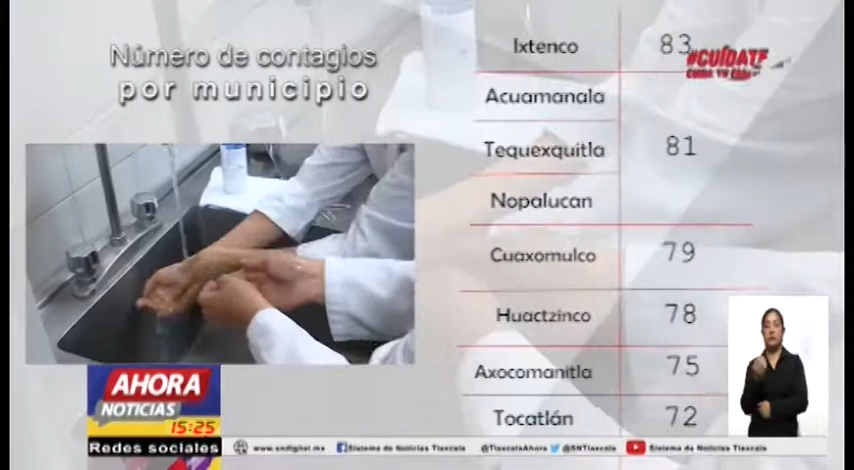 Número de contagios
por municipio
Ixtenco 83
#CUÍDATE
CUIDA TU
Acuamanala
Tequexquitla 81
Nopalucan
Cuaxomulco 79
Huactzinco 78
Axocomanitla 75
Tocatlán 72
AHORA
NOTICIAS
15:25
Redes sociales
www.sndigital.mx Sistema de Noticias Tlaxcala @TlaxcalaAhora @SNTlaxcala Sistema de Noticias Tlaxcala